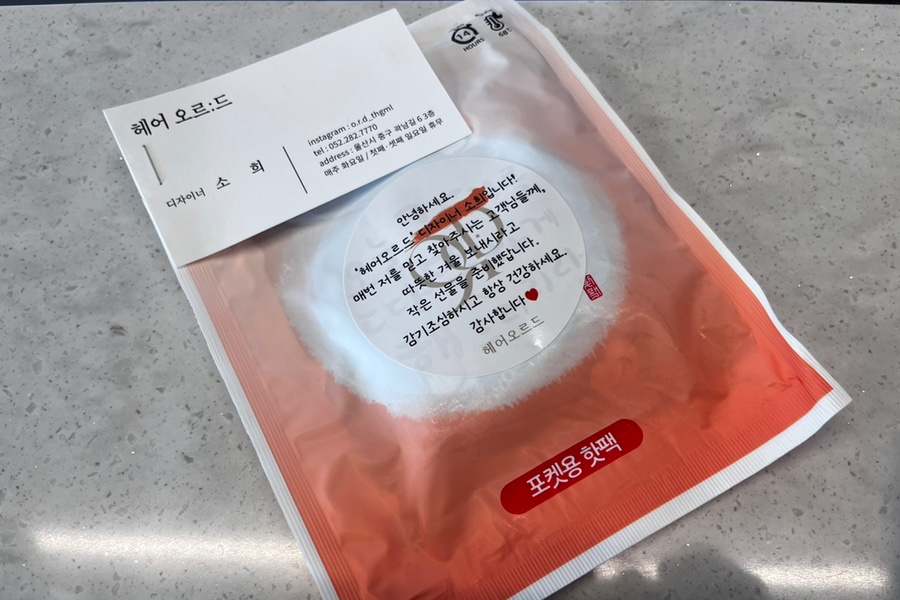 헤어 오르:드
디자이너 소 희
instagram : o.r.d_thgml
tel : 052.282.7770
address : 울산시 중구 곽남길 6 3층
매주 화요일 / 첫째·셋째 일요일 휴무
14
HOURS
68°
안녕하세요.
'헤어오르드' 디자이너 소희입니다!
매번 저를 믿고 찾아주시는 고객님들께,
따뜻한 겨울 보내시라고
작은 선물을 준비했답니다.
감기조심하시고 항상 건강하세요.
감사합니다♥
헤어오르드
포켓용 핫팩